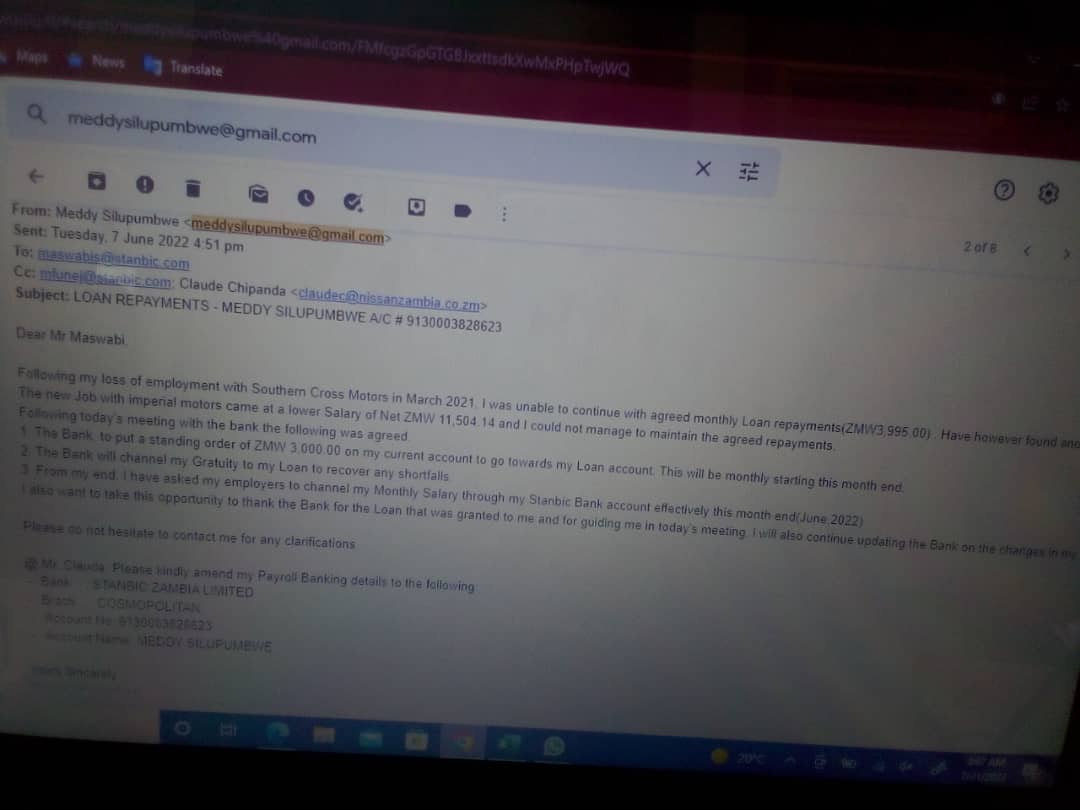 gmail.com/FMfcgzGpGTGBJxxttsdkXwMxPHpTwjWQ
Maps News Translate
meddysilupumbwe@gmail.com
From: Meddy Silupumbwe <meddysilupumbwe@gmail.com>
2 of 8
Sent: Tuesday, 7 June 2022 4:51 pm
To: maswabis@stanbic.com
Cc: mfunej@stanbic.com; Claude Chipanda <claudec@nissanzambia.co.zm>
Subject: LOAN REPAYMENTS - MEDDY SILUPUMBWE A/C # 9130003828623
Dear Mr Maswabi,
Following my loss of employment with Southern Cross Motors in March 2021, I was unable to continue with agreed monthly Loan repayments(ZMW3,995.00) . Have however found ano
The new Job with imperial motors came at a lower Salary of Net ZMW 11,504.14 and I could not manage to maintain the agreed repayments.
Following today's meeting with the bank the following was agreed
1. The Bank to put a standing order of ZMW 3,000.00 on my current account to go towards my Loan account. This will be monthly starting this month end.
2. The Bank will channel my Gratuity to my Loan to recover any shortfalls.
3. From my end, I have asked my employers to channel my Monthly Salary through my Stanbic Bank account effectively this month end(June,2022)
I also want to take this opportunity to thank the Bank for the Loan that was granted to me and for guiding me in today's meeting. I will also continue updating the Bank on the changes in my
Please do not hesitate to contact me for any clarifications
@ Mr. Claude. Please kindly amend my Payroll Banking details to the following:
- Bank STANBIC ZAMBIA LIMITED
- Brach COSMOPOLITAN
- Account No. 9130003828623
- Account Name: MEDDY SILUPUMBWE
Yours Sincerely
20°C
AM